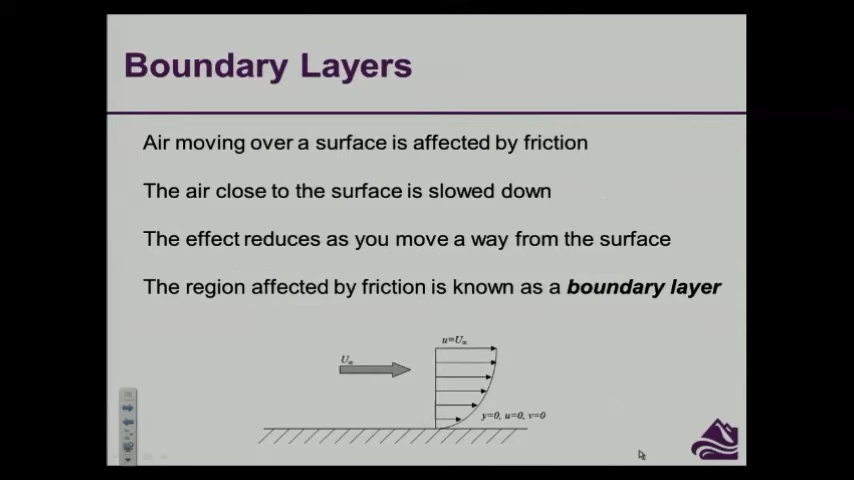 Boundary Layers
Air moving over a surface is affected by friction
The air close to the surface is slowed down
The effect reduces as you move a way from the surface
The region affected by friction is known as a boundary layer
u=U∞
U∞
y=0, u=0, v=0